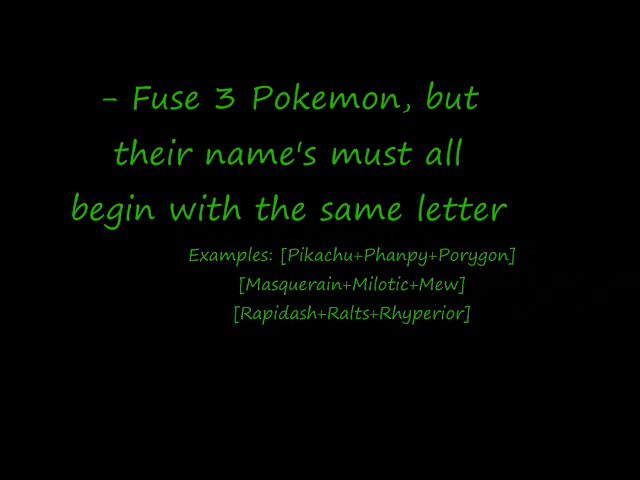 - Fuse 3 Pokemon, but
their name's must all
begin with the same letter
Examples: [Pikachu+Phanpy+Porygon]
[Masquerain+Milotic+Mew]
[Rapidash+Ralts+Rhyperior]